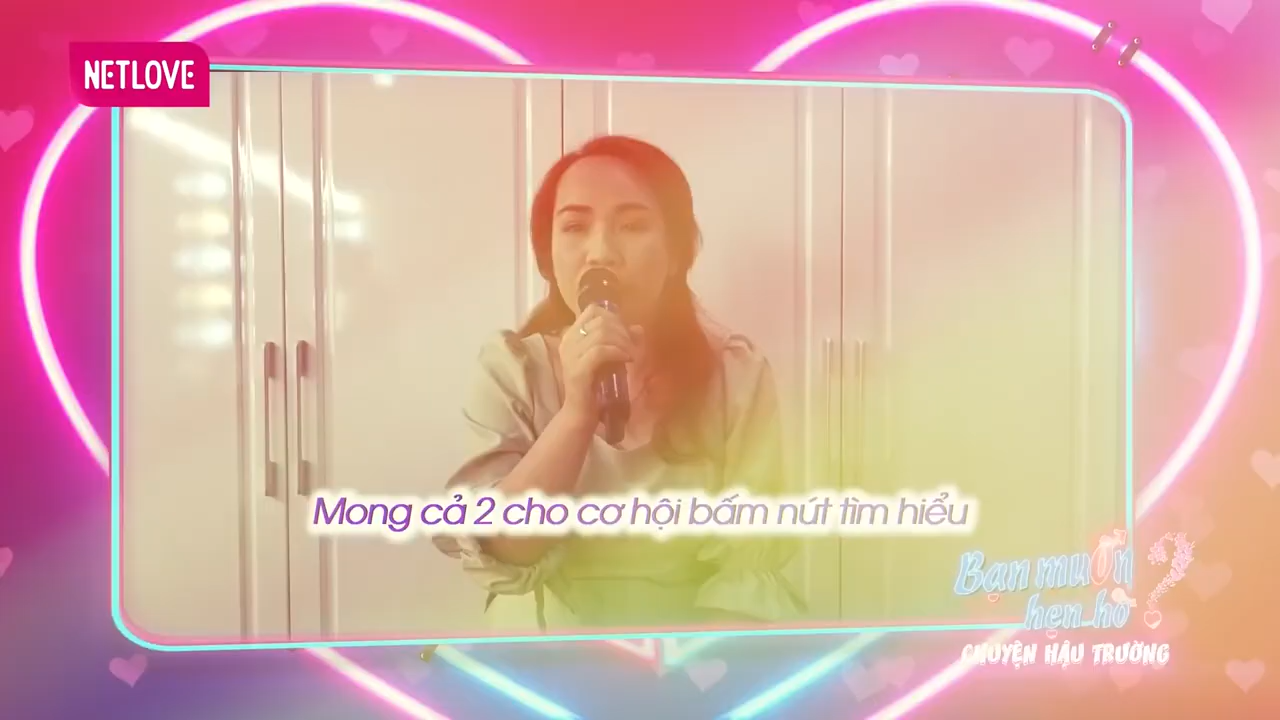 NETLOVE
Mong cả 2 cho cơ hội bấm nút tìm hiểu
Bạn muốn
hẹn hò?
CHUYỆN HẬU TRƯỜNG